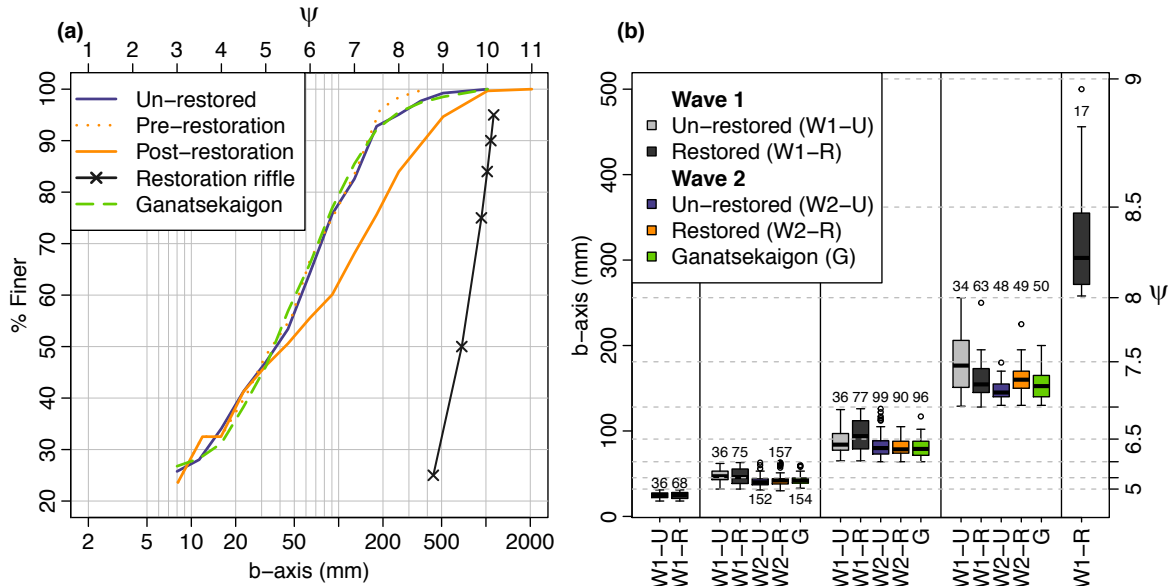 (a)
ψ
1 2 3 4 5 6 7 8 9 10 11
Un−restored
Pre−restoration
Post−restoration
Restoration riffle
Ganatsekaigon
% Finer
100
90
80
70
60
50
40
30
20
2 5 10 20 50 100 200 500 2000
b−axis (mm)
(b)
Wave 1
Un−restored (W1−U)
Restored (W1−R)
Wave 2
Un−restored (W2−U)
Restored (W2−R)
Ganatsekaigon (G)
b−axis (mm)
500
400
300
200
100
0
ψ
9
8.5
8
7.5
6.5
6
5
36 68
36 75 152 157 154
36 77 99 90 96
34 63 48 49 50
17
W1−U W1−R W1−U W1−R W2−U W2−R G W1−U W1−R W2−U W2−R G W1−U W1−R W2−U W2−R G W1−R